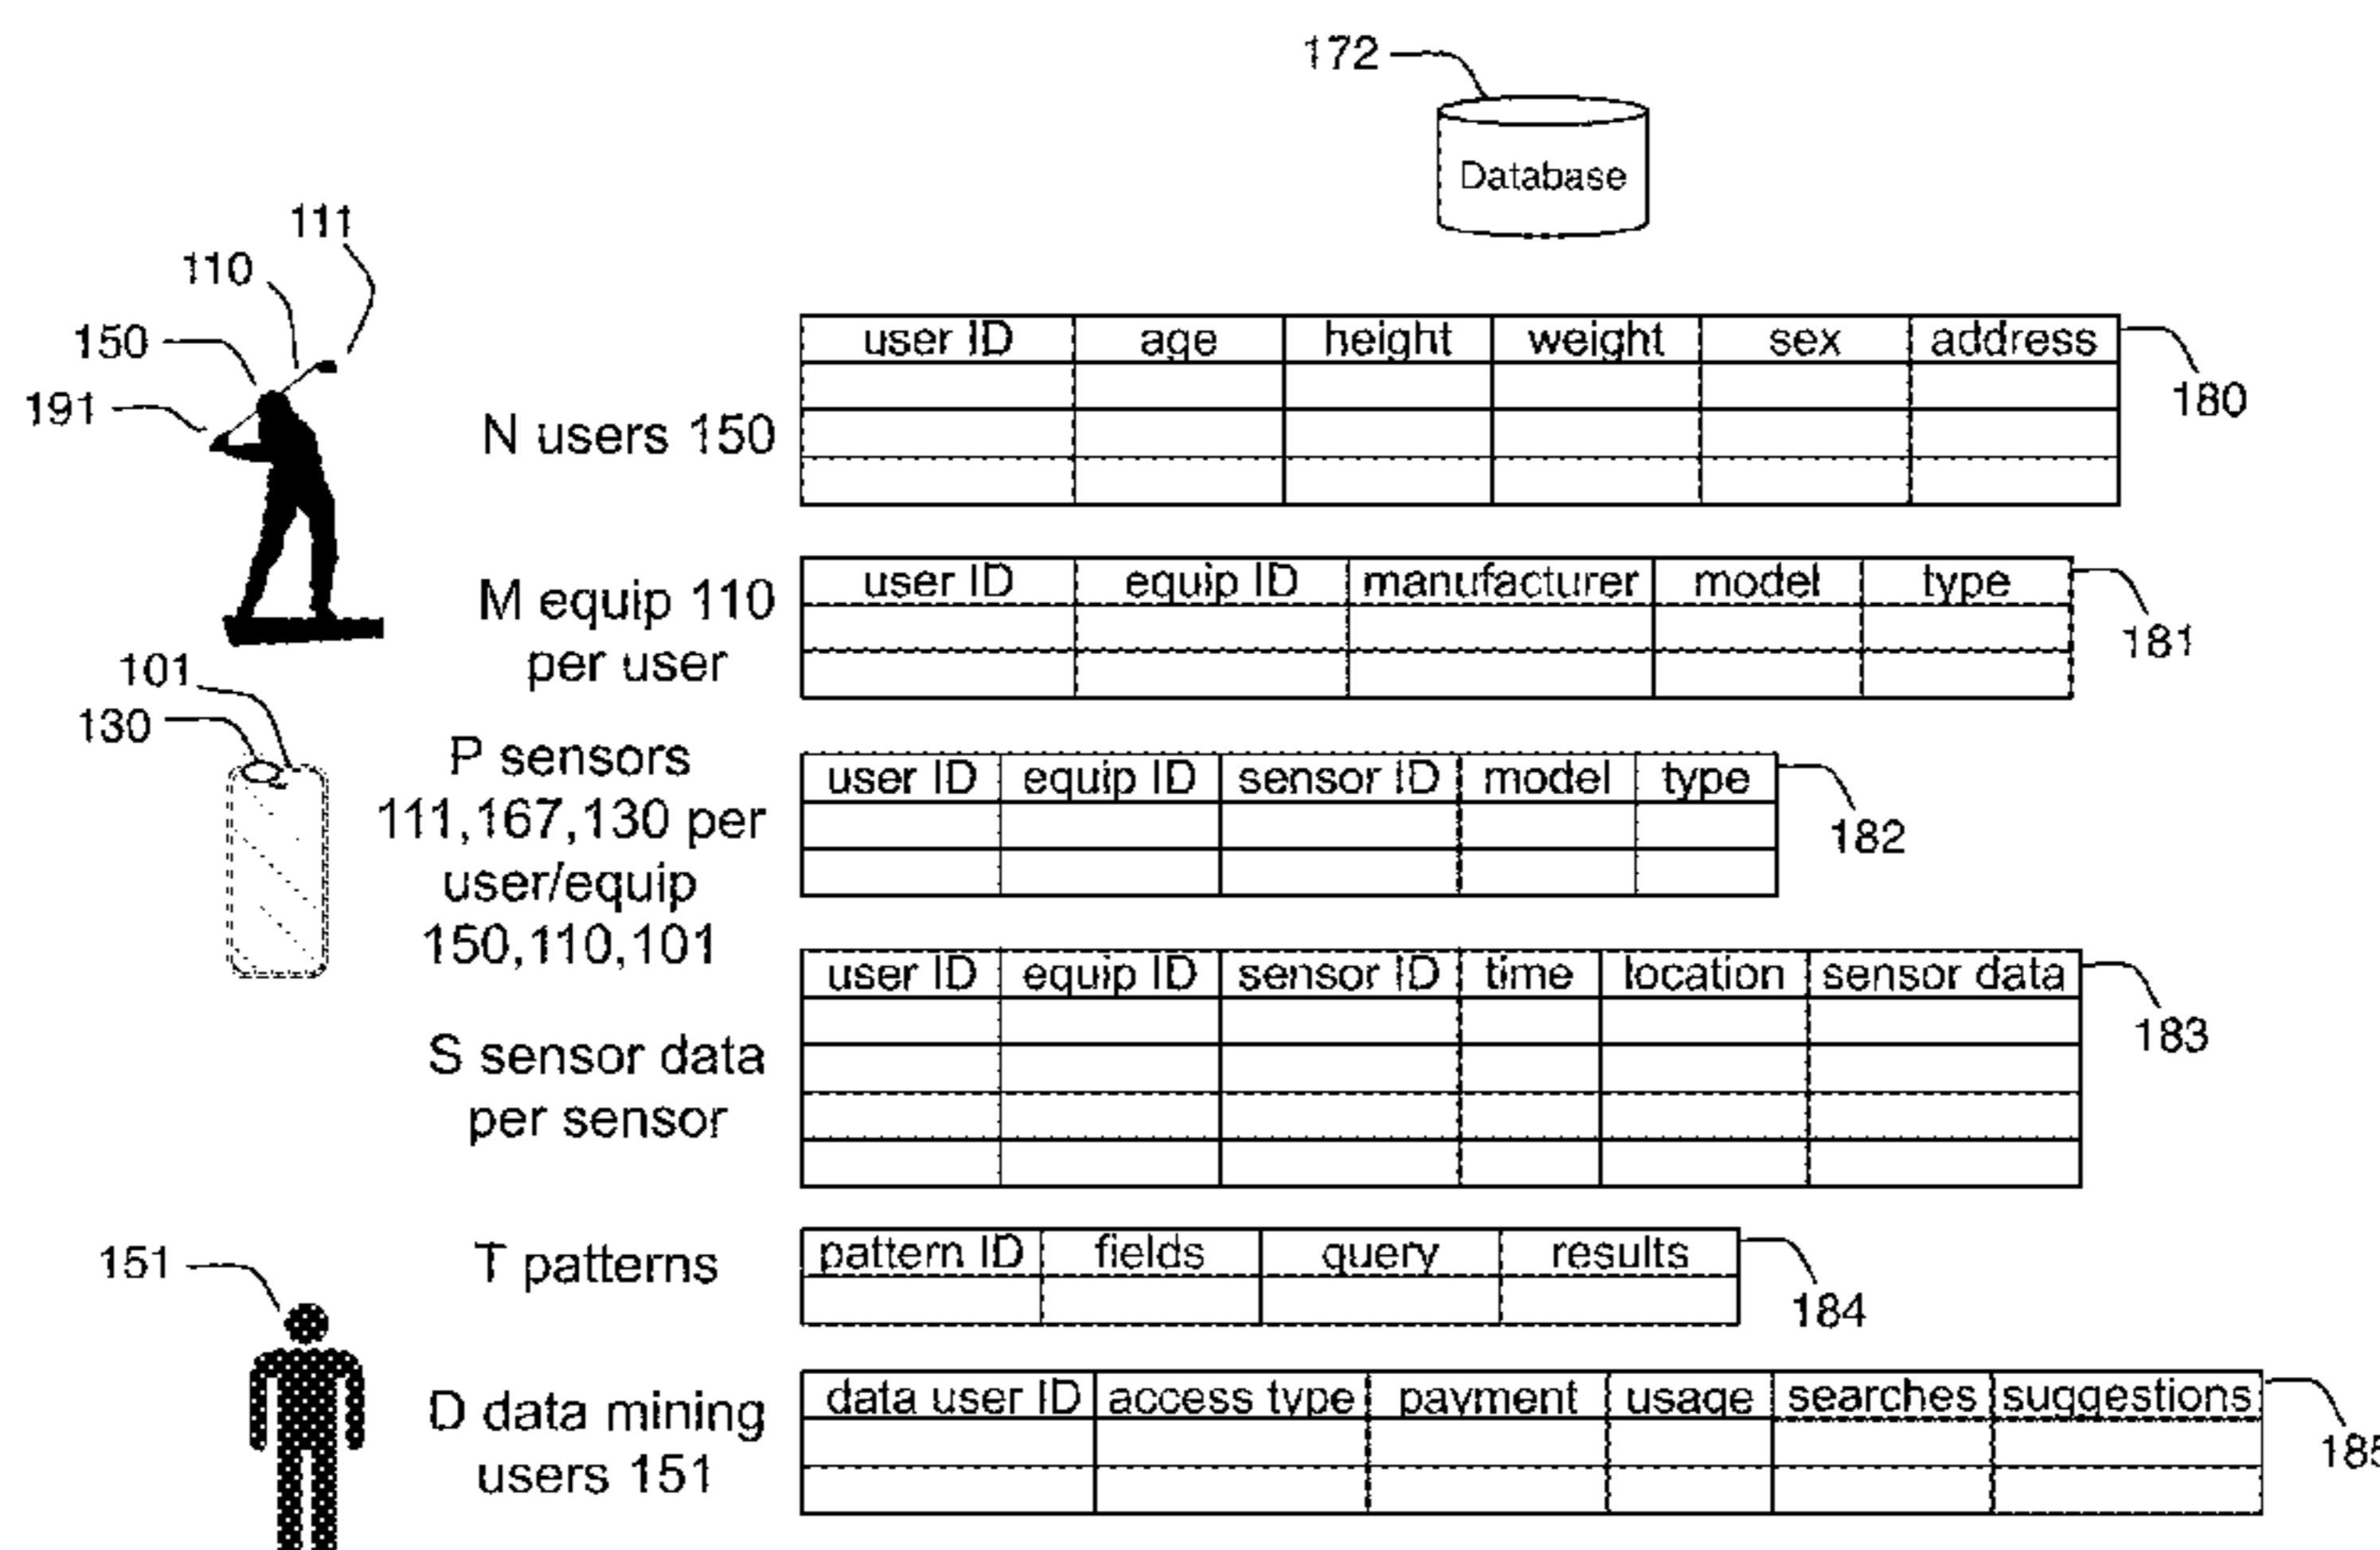 172
Database
111
110
150
191
user ID age height weight sex address
180
N users 150
user ID equip ID manufacturer model type
181
M equip 110
per user
101
130
P sensors
111,167,130 per
user/equip
150,110,101
user ID equip ID sensor ID model type
182
user ID equip ID sensor ID time location sensor data
183
S sensor data
per sensor
151
T patterns
pattern ID fields query results
184
D data mining
users 151
data user ID access type payment usage searches suggestions
185